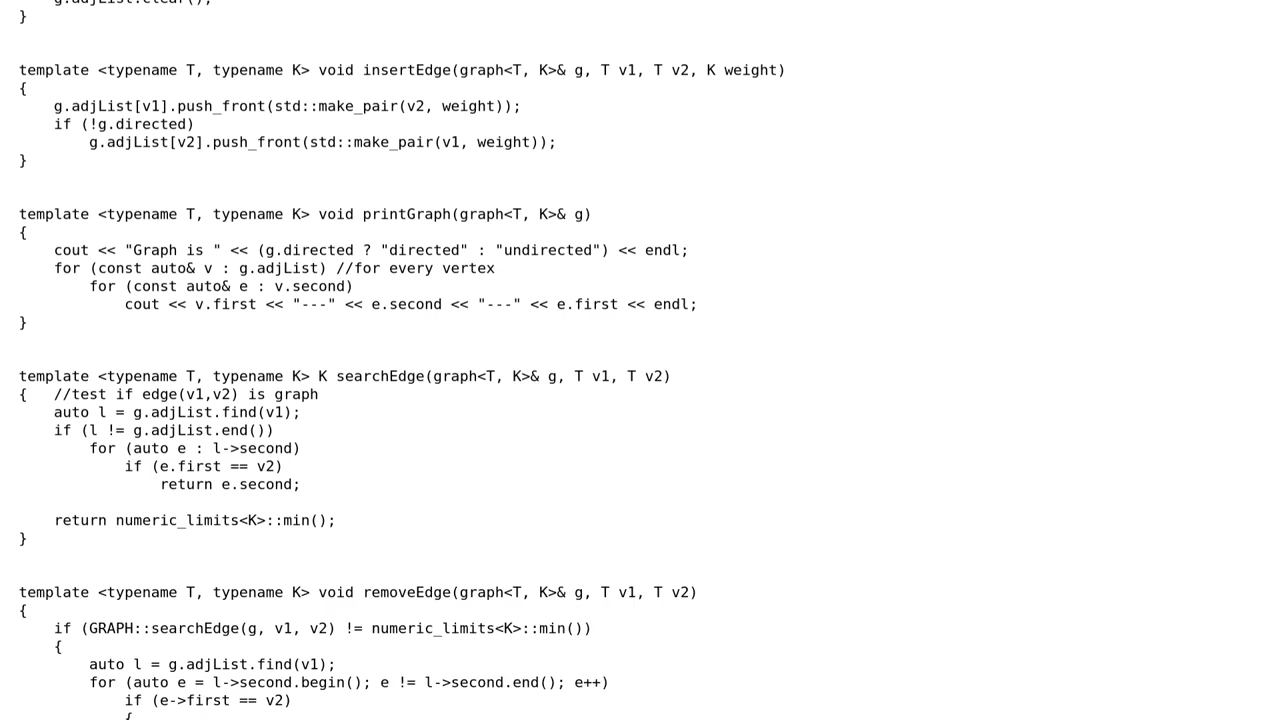 g.adjList.clear();
}
template <typename T, typename K> void insertEdge(graph<T, K>& g, T v1, T v2, K weight)
{
    g.adjList[v1].push_front(std::make_pair(v2, weight));
    if (!g.directed)
        g.adjList[v2].push_front(std::make_pair(v1, weight));
}
template <typename T, typename K> void printGraph(graph<T, K>& g)
{
    cout << "Graph is " << (g.directed ? "directed" : "undirected") << endl;
    for (const auto& v : g.adjList) //for every vertex
        for (const auto& e : v.second)
            cout << v.first << "---" << e.second << "---" << e.first << endl;
}
template <typename T, typename K> K searchEdge(graph<T, K>& g, T v1, T v2)
{   //test if edge(v1,v2) is graph
    auto l = g.adjList.find(v1);
    if (l != g.adjList.end())
        for (auto e : l->second)
            if (e.first == v2)
                return e.second;
    return numeric_limits<K>::min();
}
template <typename T, typename K> void removeEdge(graph<T, K>& g, T v1, T v2)
{
    if (GRAPH::searchEdge(g, v1, v2) != numeric_limits<K>::min())
    {
        auto l = g.adjList.find(v1);
        for (auto e = l->second.begin(); e != l->second.end(); e++)
            if (e->first == v2)
            {